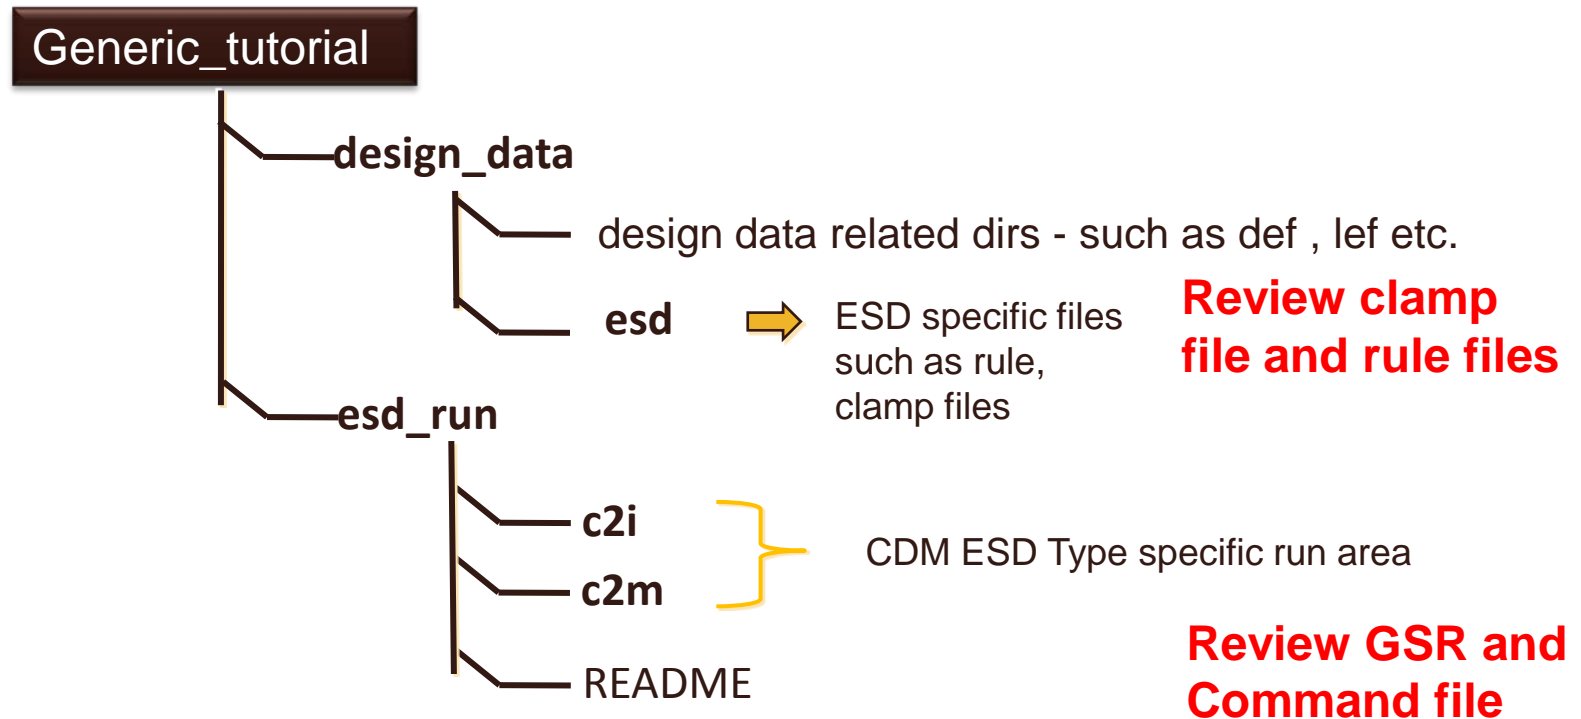 Generic_tutorial
design_data
design data related dirs - such as def , lef etc.
esd
ESD specific files
such as rule,
clamp files
Review clamp
file and rule files
esd_run
c2i
c2m
CDM ESD Type specific run area
README
Review GSR and
Command file